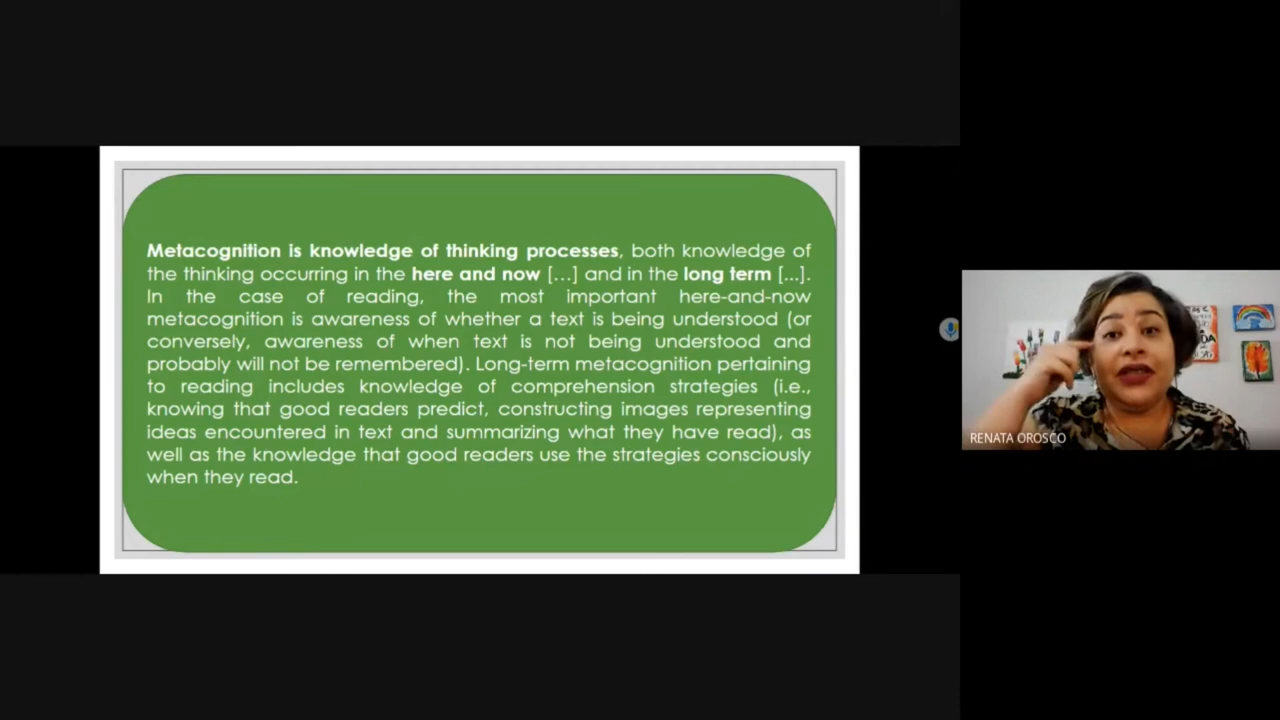 Metacognition is knowledge of thinking processes, both knowledge of
the thinking occurring in the here and now […] and in the long term [...].
In the case of reading, the most important here-and-now
metacognition is awareness of whether a text is being understood (or
conversely, awareness of when text is not being understood and
probably will not be remembered). Long-term metacognition pertaining
to reading includes knowledge of comprehension strategies (i.e.,
knowing that good readers predict, constructing images representing
ideas encountered in text and summarizing what they have read), as
well as the knowledge that good readers use the strategies consciously
when they read.
RENATA OROSCO